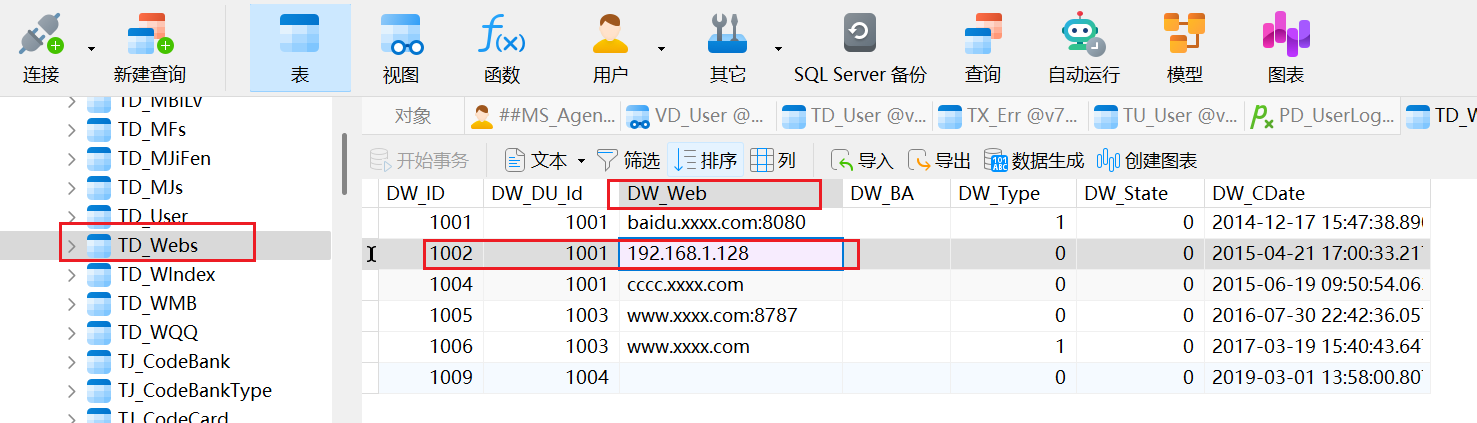 连接 新建查询 表 视图 函数 用户 其它 SQL Server 备份 查询 自动运行 模型 图表
对象 ##MS_Agen... VD_User @... TD_User @v... TX_Err @v7... TU_User @v... PD_UserLog... TD_W
开始事务 文本 筛选 排序 列 导入 导出 数据生成 创建图表
TD_MBILV
TD_MFs
TD_MJiFen
TD_MJs
TD_User
TD_Webs
TD_WIndex
TD_WMB
TD_WQQ
TJ_CodeBank
TJ_CodeBankType
TJ_CodeCard
DW_ID DW_DU_Id DW_Web DW_BA DW_Type DW_State DW_CDate
1001 1001 baidu.xxxx.com:8080 1 0 2014-12-17 15:47:38.890
1002 1001 192.168.1.128 0 0 2015-04-21 17:00:33.217
1004 1001 cccc.xxxx.com 0 0 2015-06-19 09:50:54.06
1005 1003 www.xxxx.com:8787 0 0 2016-07-30 22:42:36.057
1006 1003 www.xxxx.com 1 0 2017-03-19 15:40:43.647
1009 1004 0 0 2019-03-01 13:58:00.807